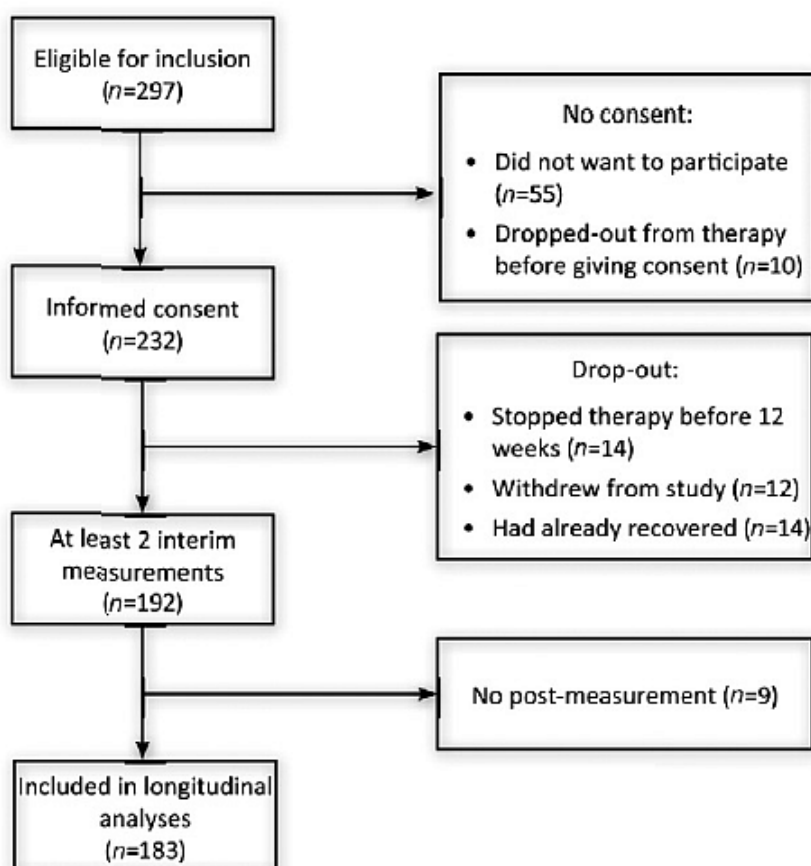 Eligible for inclusion
(n=297)
No consent:
• Did not want to participate
(n=55)
• Dropped-out from therapy
before giving consent (n=10)
Informed consent
(n=232)
Drop-out:
• Stopped therapy before 12
weeks (n=14)
• Withdrew from study (n=12)
• Had already recovered (n=14)
At least 2 interim
measurements
(n=192)
No post-measurement (n=9)
Included in longitudinal
analyses
(n=183)